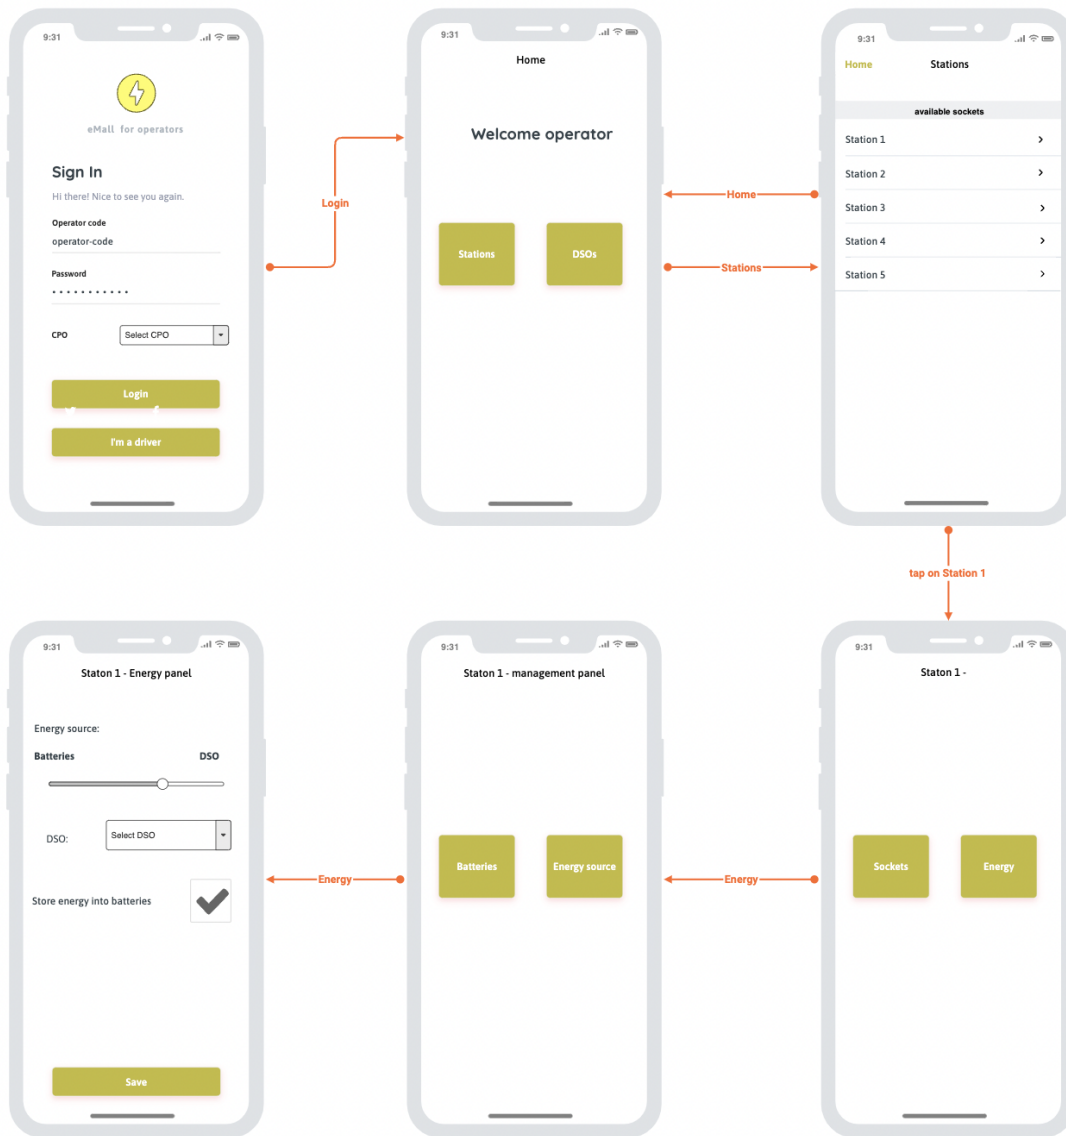 9:31
eMall for operators
Sign In
Hi there! Nice to see you again.
Operator code
operator-code
Password
CPO
Select CPO
Login
I'm a driver
Login
9:31
Home
Welcome operator
Stations
DSOs
Home
Stations
9:31
Home
Stations
available sockets
Station 1
Station 2
Station 3
Station 4
Station 5
tap on Station 1
9:31
Staton 1 - Energy panel
Energy source:
Batteries
DSO
DSO:
Select DSO
Store energy into batteries
Save
Energy
9:31
Staton 1 - management panel
Batteries
Energy source
Energy
9:31
Staton 1 -
Sockets
Energy